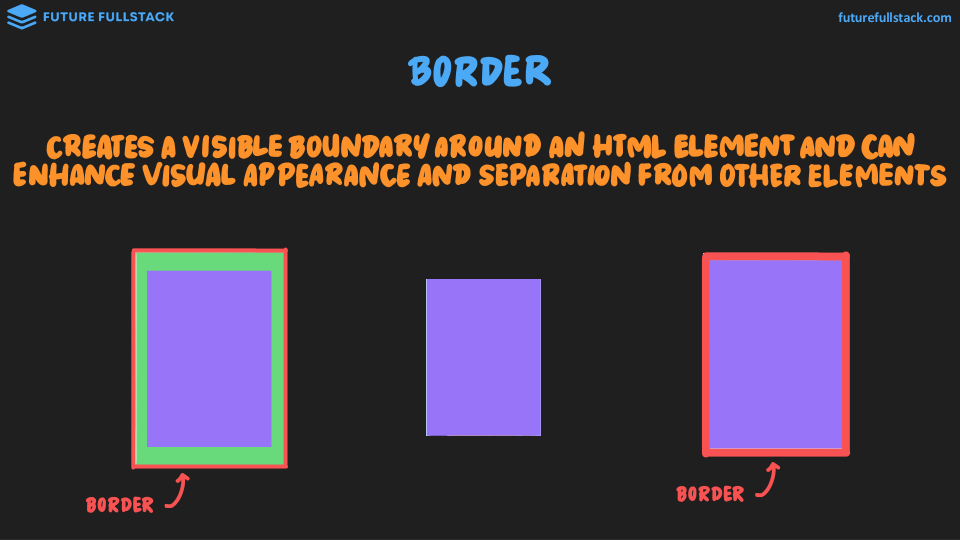 FUTURE FULLSTACK
futurefullstack.com
BORDER
CREATES A VISIBLE BOUNDARY AROUND AN HTML ELEMENT AND CAN
ENHANCE VISUAL APPEARANCE AND SEPARATION FROM OTHER ELEMENTS
BORDER
BORDER